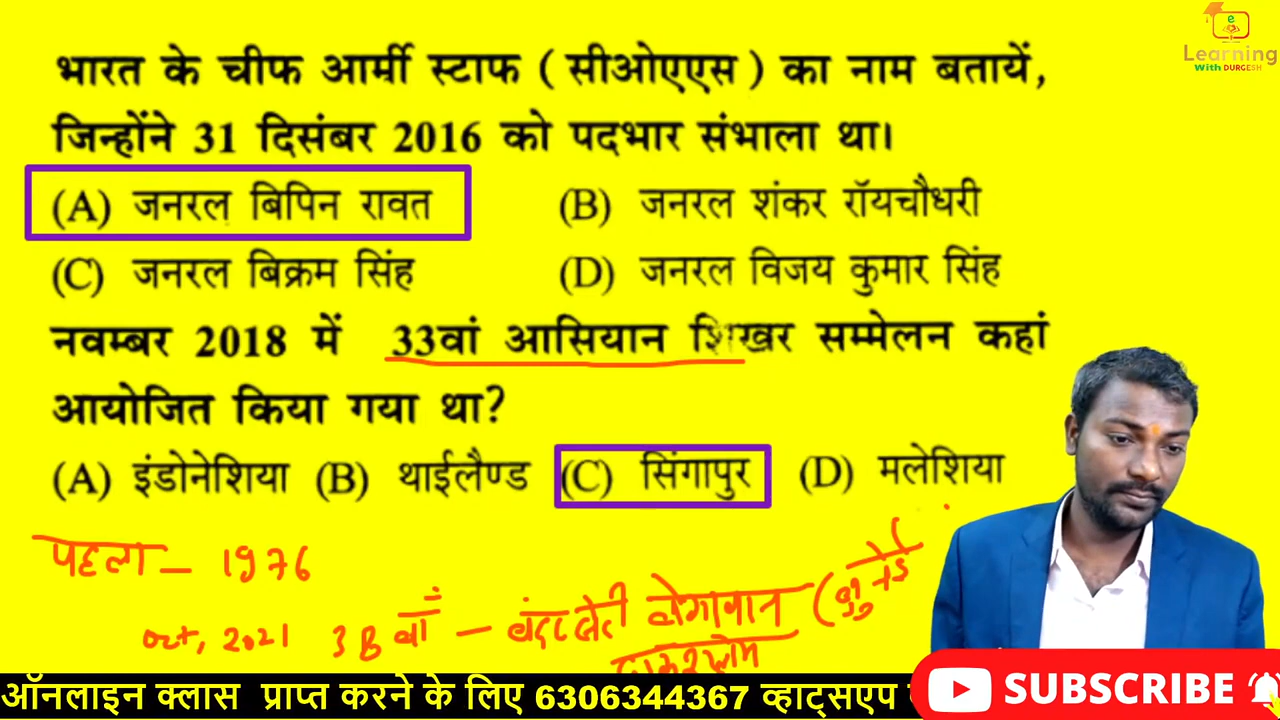 e
Learning
With DURGESH
भारत के चीफ आर्मी स्टाफ (सीओएएस) का नाम बतायें,
जिन्होंने 31 दिसंबर 2016 को पदभार संभाला था।
(A) जनरल बिपिन रावत (B) जनरल शंकर रॉयचौधरी
(C) जनरल बिक्रम सिंह (D) जनरल विजय कुमार सिंह
नवम्बर 2018 में 33वां आसियान शिखर सम्मेलन कहां
आयोजित किया गया था?
(A) इंडोनेशिया (B) थाईलैण्ड (C) सिंगापुर (D) मलेशिया
पहला - 1976
oct, 2021 38 वाँ -
ऑनलाइन क्लास प्राप्त करने के लिए 6306344367 व्हाट्सएप
SUBSCRIBE